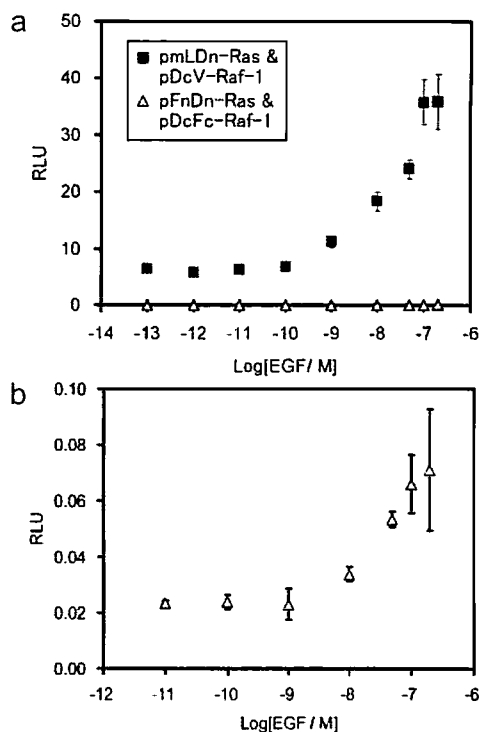 a
■ pmLDn-Ras &
pDcV-Raf-1
△ pFnDn-Ras &
pDcFc-Raf-1
50
40
30
20
10
0
RLU
-14 -13 -12 -11 -10 -9 -8 -7 -6
Log[EGF/ M]
b
0.10
0.08
0.06
0.04
0.02
0.00
RLU
-12 -11 -10 -9 -8 -7 -6
Log[EGF/ M]